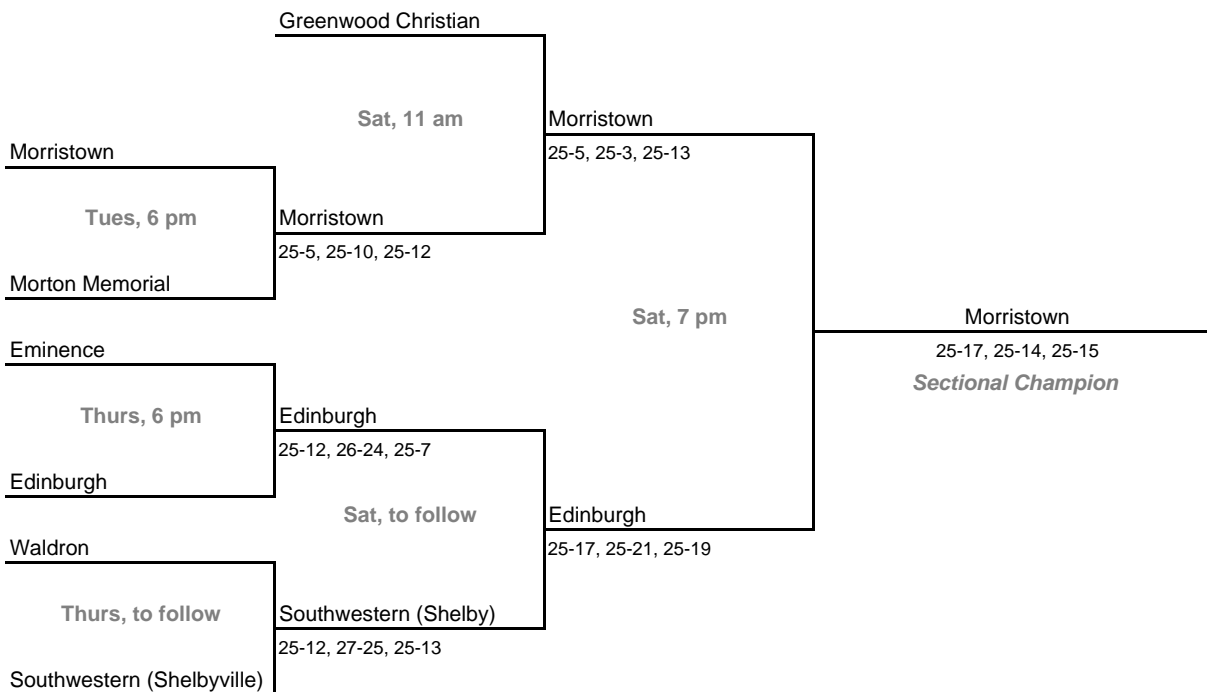 Greenwood Christian
Sat, 11 am
Morristown
Morristown
25-5, 25-3, 25-13
Tues, 6 pm
Morristown
25-5, 25-10, 25-12
Morton Memorial
Sat, 7 pm
Morristown
Eminence
25-17, 25-14, 25-15
Sectional Champion
Thurs, 6 pm
Edinburgh
25-12, 26-24, 25-7
Edinburgh
Sat, to follow
Edinburgh
Waldron
25-17, 25-21, 25-19
Thurs, to follow
Southwestern (Shelby)
25-12, 27-25, 25-13
Southwestern (Shelbyville)